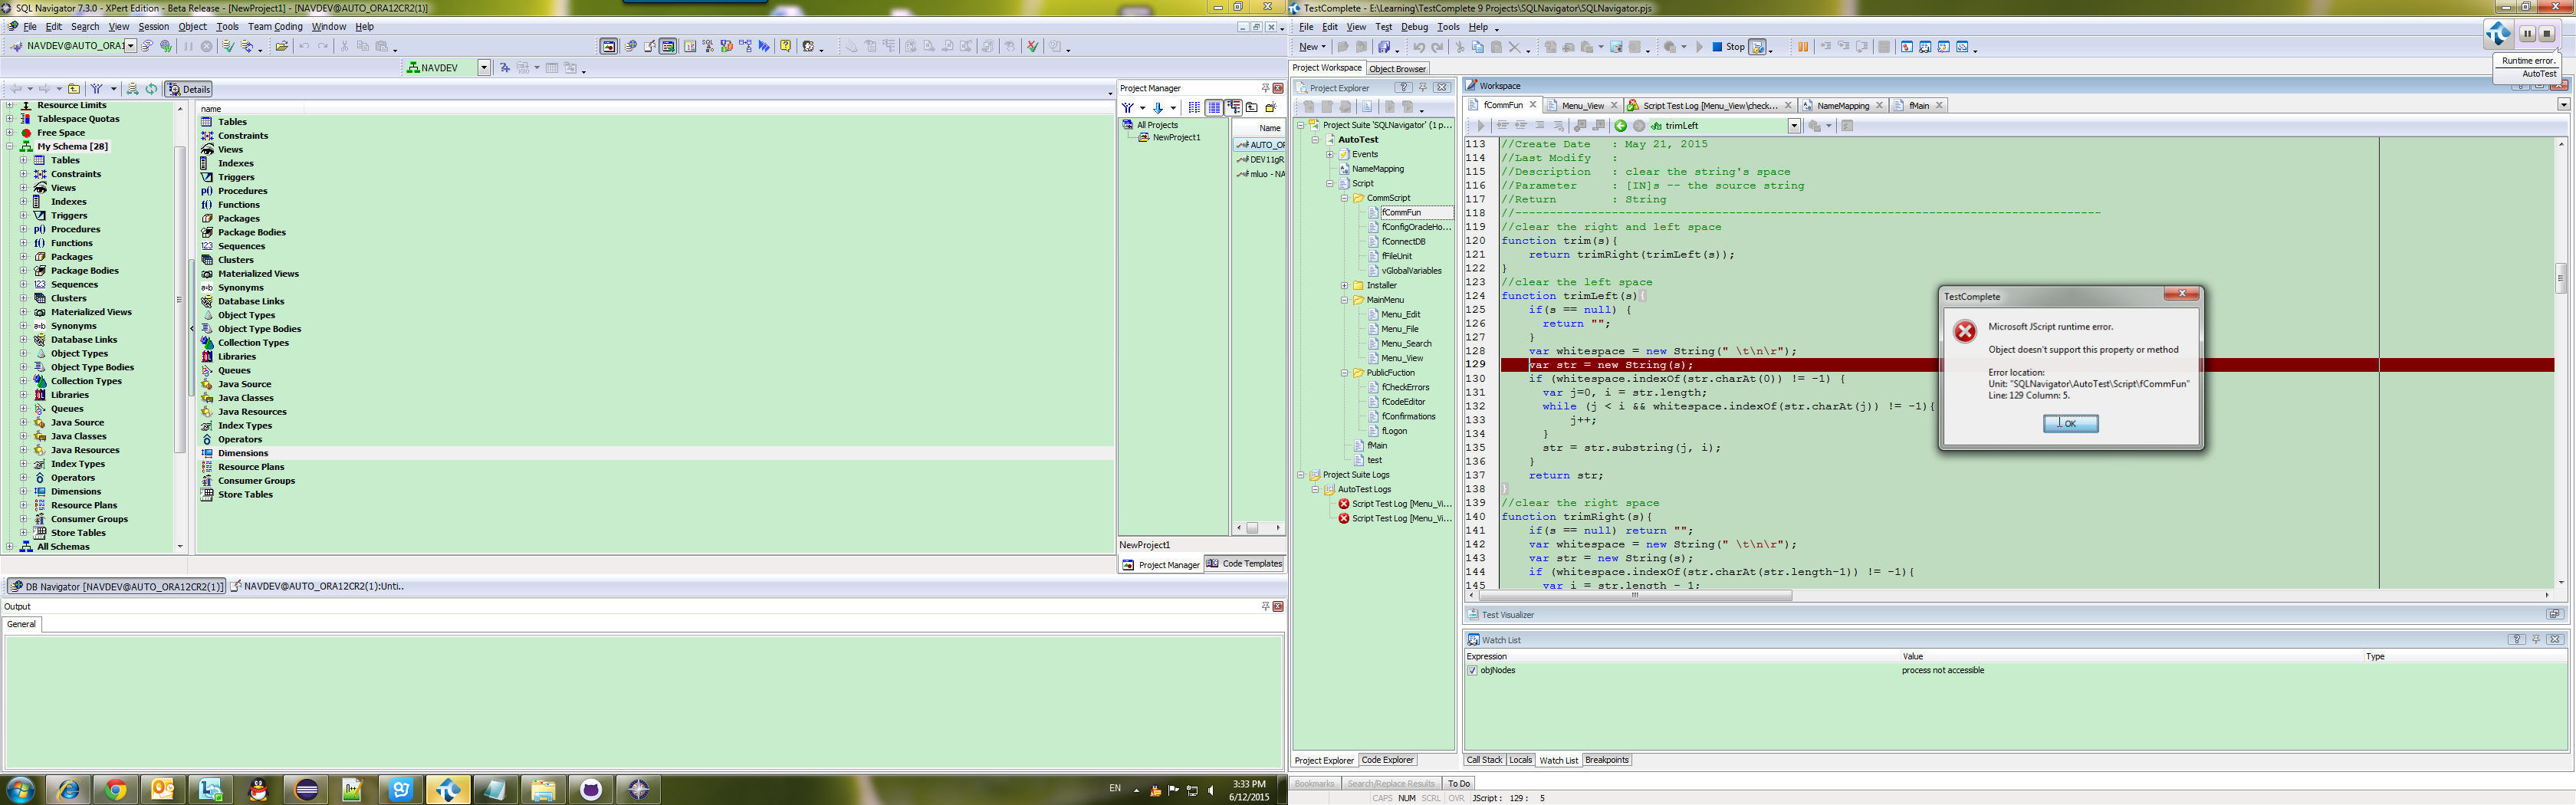 SQL Navigator 7.3.0 - XPert Edition - Beta Release - [NewProject1] - [NAVDEV@AUTO_ORA12CR2(1)]
File Edit Search View Session Object Tools Team Coding Window Help
NAVDEV@AUTO_ORA1
NAVDEV
Details
Resource Limits
Tablespace Quotas
Free Space
My Schema [28]
Tables
Constraints
Views
Indexes
Triggers
p() Procedures
f() Functions
Packages
Package Bodies
123 Sequences
Clusters
Materialized Views
a=b Synonyms
Database Links
Object Types
Object Type Bodies
Collection Types
Libraries
Queues
Java Source
Java Classes
Java Resources
Index Types
Operators
Dimensions
Resource Plans
Consumer Groups
Store Tables
All Schemas
name
Tables
Constraints
Views
Indexes
Triggers
p() Procedures
f() Functions
Packages
Package Bodies
123 Sequences
Clusters
Materialized Views
a=b Synonyms
Database Links
Object Types
Object Type Bodies
Collection Types
Libraries
Queues
Java Source
Java Classes
Java Resources
Index Types
Operators
Dimensions
Resource Plans
Consumer Groups
Store Tables
Project Manager
All Projects
NewProject1
Name
AUTO_OR
DEV11gR
mluo - NA
NewProject1
Project Manager Code Templates
DB Navigator [NAVDEV@AUTO_ORA12CR2(1)] NAVDEV@AUTO_ORA12CR2(1):Unti..
Output
General
EN
3:33 PM
6/12/2015
TestComplete - E:\Learning\TestComplete 9 Projects\SQLNavigator\SQLNavigator.pjs
File Edit View Test Debug Tools Help
New
Stop
Runtime error.
AutoTest
Project Workspace Object Browser
Project Explorer
Project Suite 'SQLNavigator' (1 p...
AutoTest
Events
NameMapping
Script
CommScript
fCommFun
fConfigOracleHo...
fConnectDB
fFileUnit
vGlobalVariables
Installer
MainMenu
Menu_Edit
Menu_File
Menu_Search
Menu_View
PublicFuction
fCheckErrors
fCodeEditor
fConfirmations
fLogon
fMain
test
Project Suite Logs
AutoTest Logs
Script Test Log [Menu_Vi...
Script Test Log [Menu_Vi...
Project Explorer Code Explorer
Workspace
fCommFun Menu_View Script Test Log [Menu_View\check... NameMapping fMain
trimLeft
113 //Create Date : May 21, 2015
114 //Last Modify :
115 //Description : clear the string's space
116 //Parameter : [IN]s -- the source string
117 //Return : String
118 //-------------------------------------------------------------------------------------
119 //clear the right and left space
120 function trim(s){
121 return trimRight(trimLeft(s));
122 }
123 //clear the left space
124 function trimLeft(s){
125 if(s == null) {
126 return "";
127 }
128 var whitespace = new String(" \t\n\r");
129 var str = new String(s);
130 if (whitespace.indexOf(str.charAt(0)) != -1) {
131 var j=0, i = str.length;
132 while (j < i && whitespace.indexOf(str.charAt(j)) != -1){
133 j++;
134 }
135 str = str.substring(j, i);
136 }
137 return str;
138 }
139 //clear the right space
140 function trimRight(s){
141 if(s == null) return "";
142 var whitespace = new String(" \t\n\r");
143 var str = new String(s);
144 if (whitespace.indexOf(str.charAt(str.length-1)) != -1){
145 var i = str.length - 1;
TestComplete
Microsoft JScript runtime error.
Object doesn't support this property or method
Error location:
Unit: "SQLNavigator\AutoTest\Script\fCommFun"
Line: 129 Column: 5.
OK
Test Visualizer
Watch List
Expression Value Type
objNodes process not accessible
Call Stack Locals Watch List Breakpoints
Bookmarks Search/Replace Results To Do
CAPS NUM SCRL OVR JScript : 129 : 5